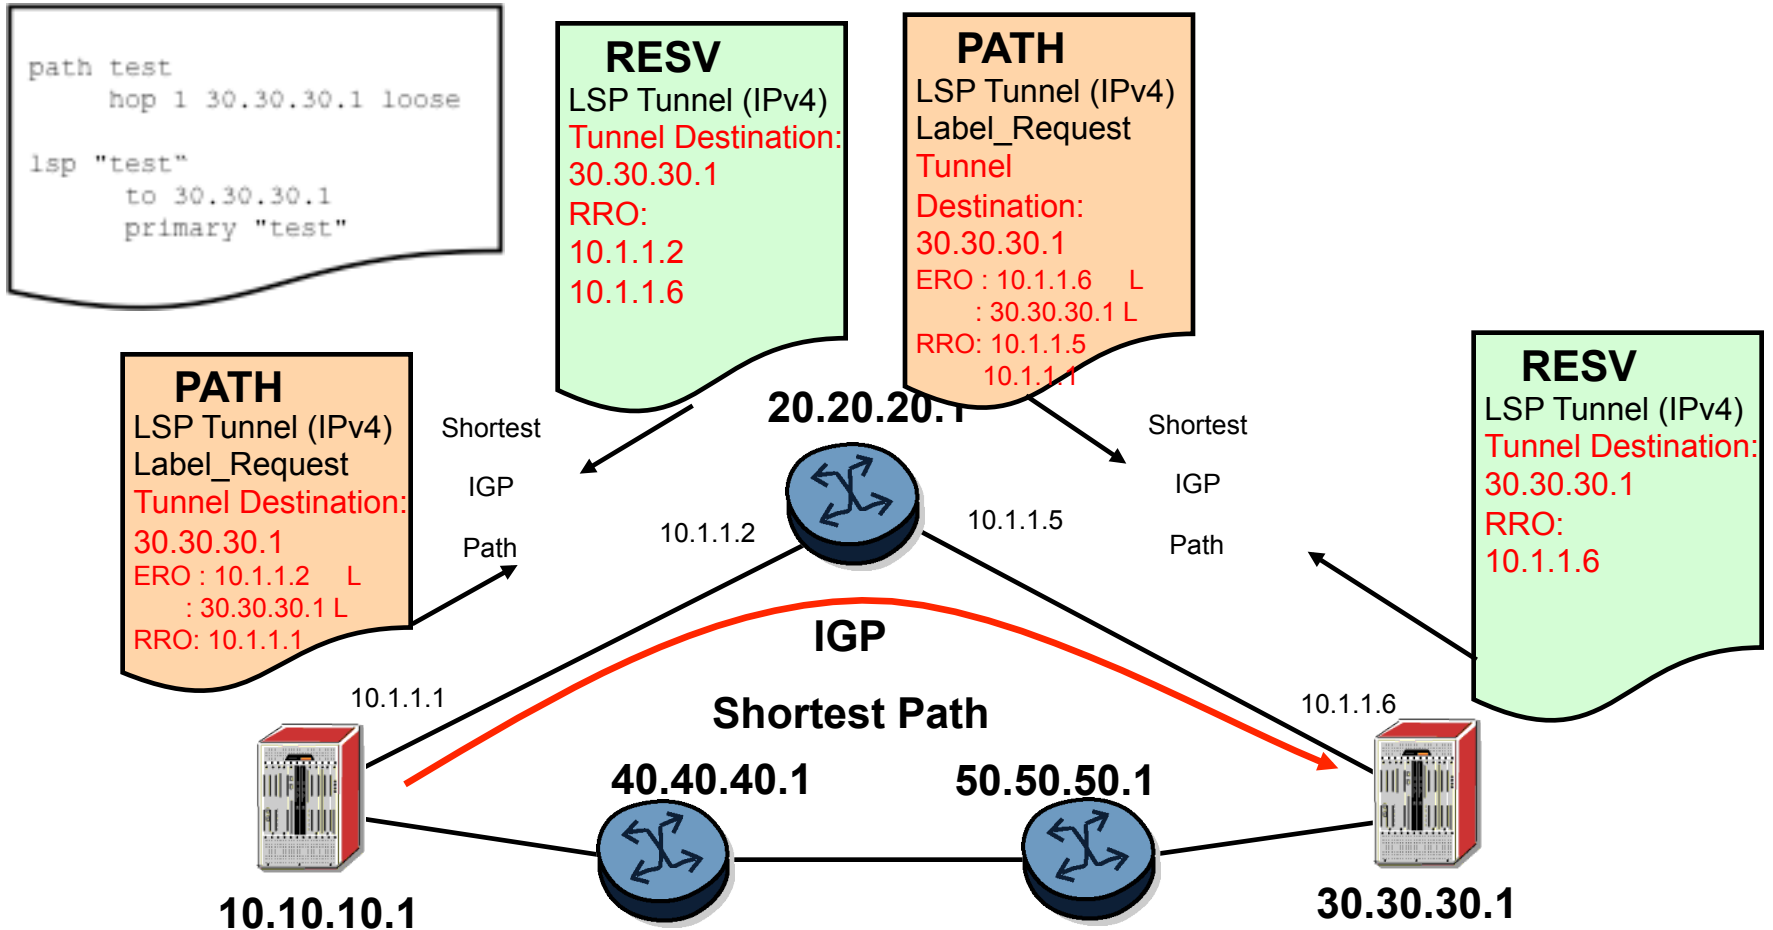 path test
hop 1 30.30.30.1 loose
lsp "test"
to 30.30.30.1
primary "test"
RESV
LSP Tunnel (IPv4)
Tunnel Destination:
30.30.30.1
RRO:
10.1.1.2
10.1.1.6
PATH
LSP Tunnel (IPv4)
Label_Request
Tunnel
Destination:
30.30.30.1
ERO : 10.1.1.6 L
: 30.30.30.1 L
RRO: 10.1.1.5
10.1.1.1
PATH
LSP Tunnel (IPv4)
Label_Request
Tunnel Destination:
30.30.30.1
ERO : 10.1.1.2 L
: 30.30.30.1 L
RRO: 10.1.1.1
Shortest
IGP
Path
20.20.20.1
Shortest
IGP
Path
RESV
LSP Tunnel (IPv4)
Tunnel Destination:
30.30.30.1
RRO:
10.1.1.6
10.1.1.2
10.1.1.5
IGP
Shortest Path
10.1.1.1
10.1.1.6
40.40.40.1
50.50.50.1
10.10.10.1
30.30.30.1